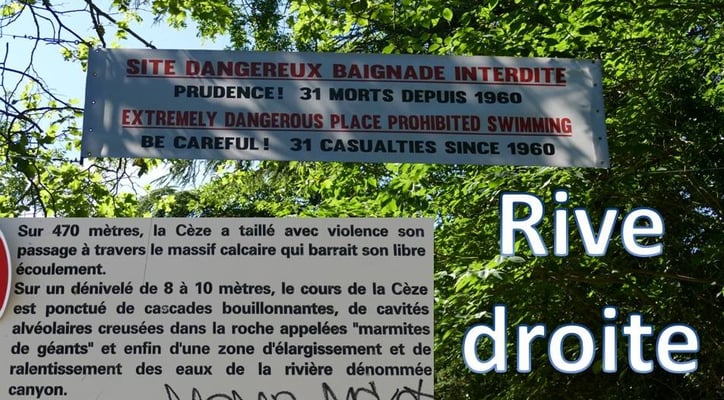 SITE DANGEREUX BAIGNADE INTERDITE
PRUDENCE! 31 MORTS DEPUIS 1960
EXTREMELY DANGEROUS PLACE PROHIBITED SWIMMING
BE CAREFUL! 31 CASUALTIES SINCE 1960
Sur 470 mètres, la Cèze a taillé avec violence son
passage à travers le massif calcaire qui barrait son libre
écoulement.
Sur un dénivelé de 8 à 10 mètres, le cours de la Cèze
est ponctué de cascades bouillonnantes, de cavités
alvéolaires creusées dans la roche appelées "marmites
de géants" et enfin d'une zone d'élargissement et de
ralentissement des eaux de la rivière dénommée
canyon.
Rive
droite